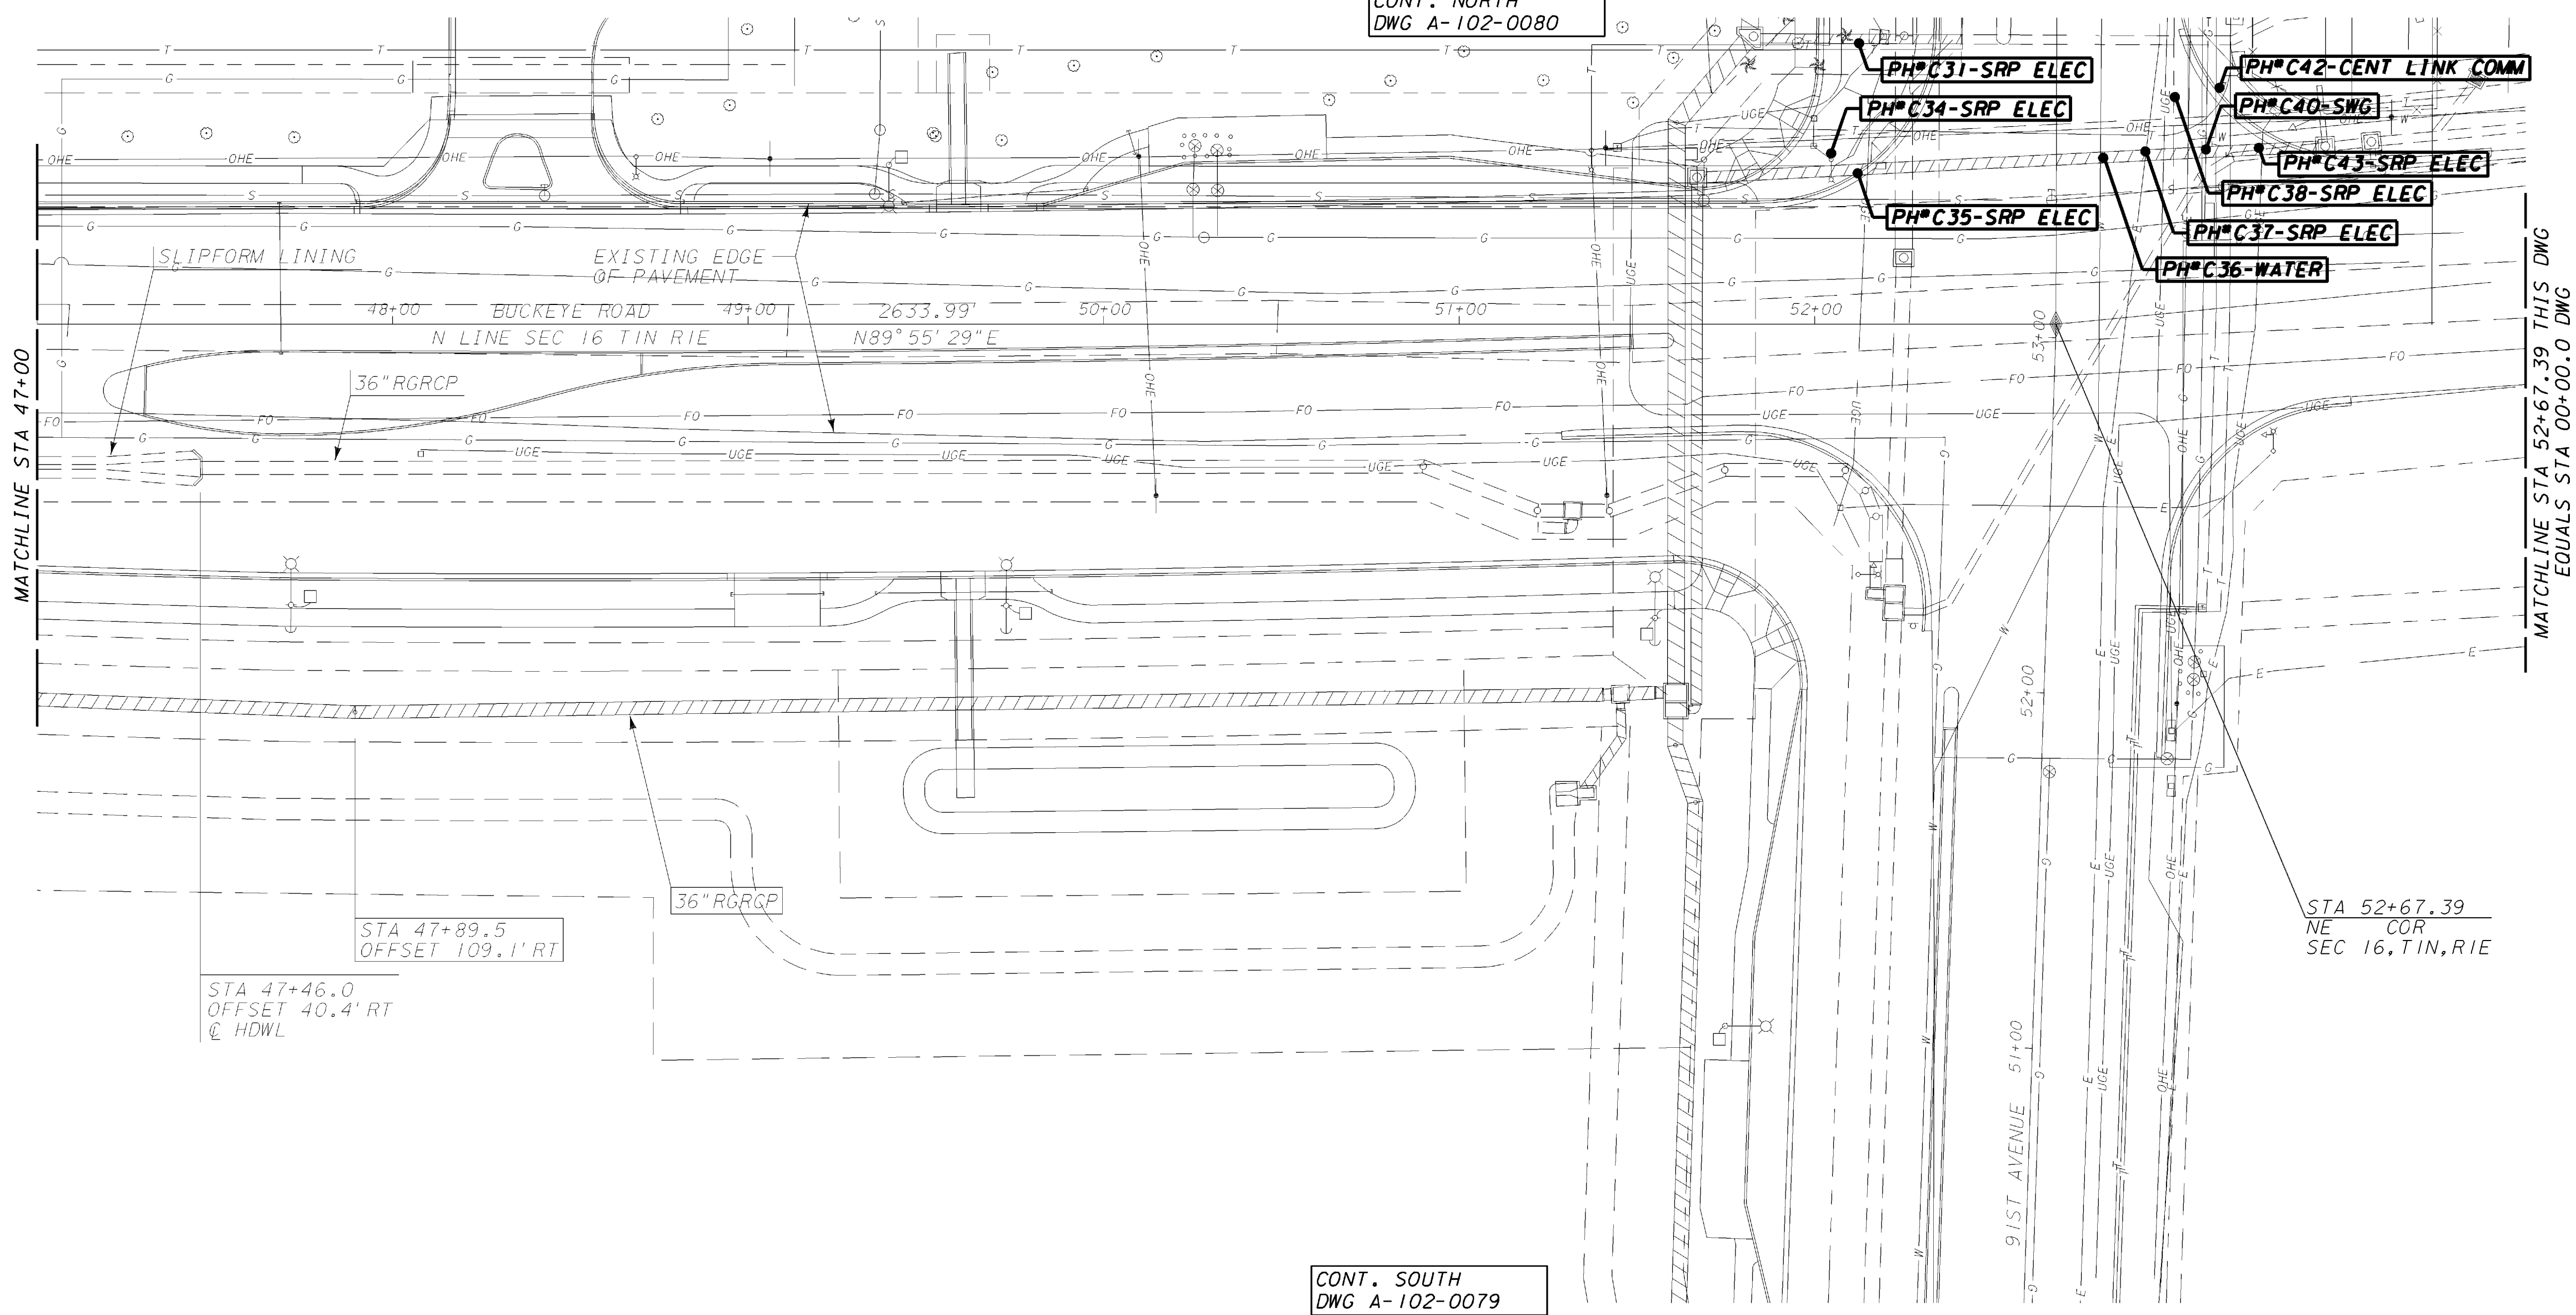 CONT. NORTH
DWG A-102-0080
PH#C31-SRP ELEC
PH#C42-CENT LINK COMM
PH#C34-SRP ELEC
PH#C40-SWG
PH#C43-SRP ELEC
PH#C38-SRP ELEC
PH#C35-SRP ELEC
PH#C37-SRP ELEC
PH#C36-WATER
SLIPFORM LINING
EXISTING EDGE
OF PAVEMENT
48+00 BUCKEYE ROAD 49+00 2633.99' 50+00 51+00 52+00
N LINE SEC 16 T1N R1E N89°55'29"E
53+00
36"RGRCP
MATCHLINE STA 47+00
MATCHLINE STA 52+67.39 THIS DWG
EQUALS STA 00+00.0 DWG
52+00
36"RGRCP
STA 47+89.5
OFFSET 109.1' RT
STA 52+67.39
NE COR
SEC 16,T1N,R1E
STA 47+46.0
OFFSET 40.4' RT
℄ HDWL
91ST AVENUE 51+00
CONT. SOUTH
DWG A-102-0079